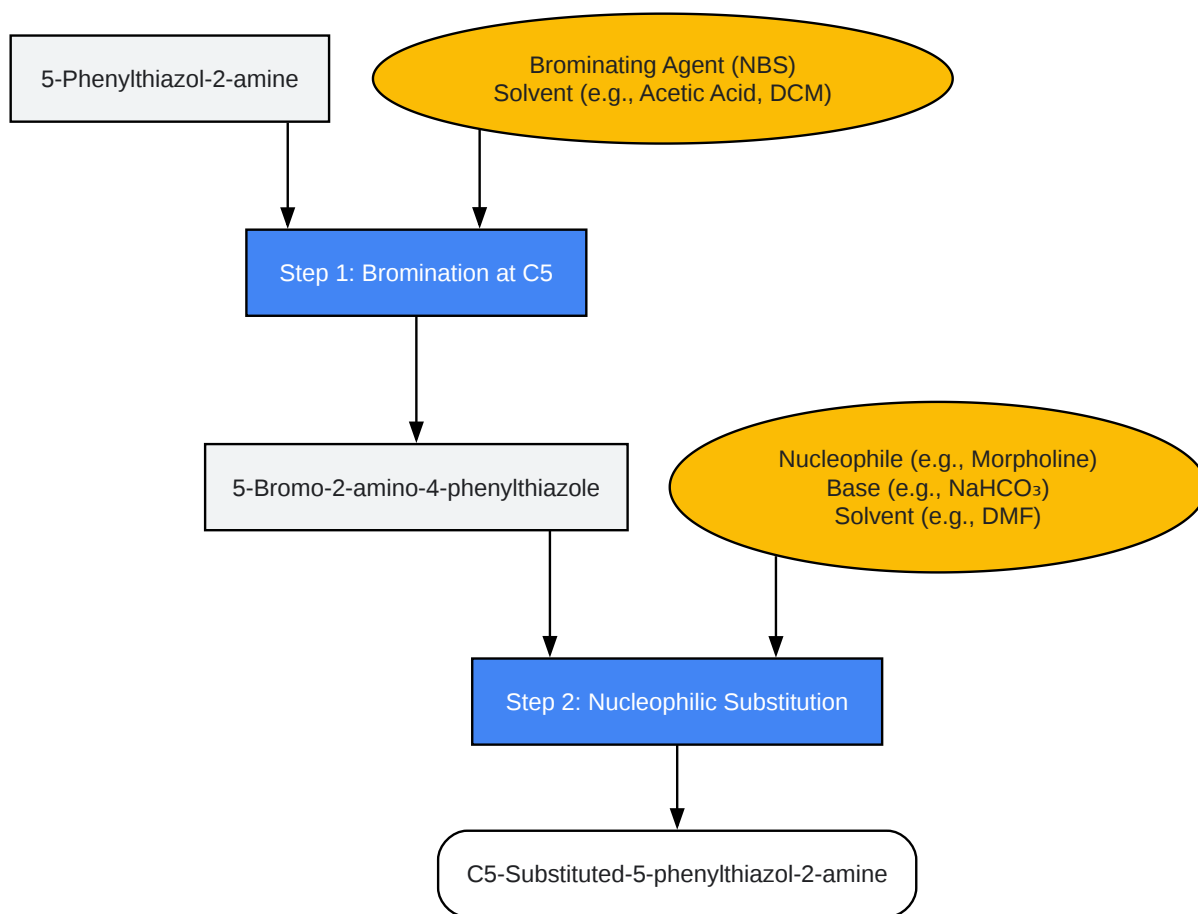 5-Phenylthiazol-2-amine
Brominating Agent (NBS)
Solvent (e.g., Acetic Acid, DCM)
Step 1: Bromination at C5
5-Bromo-2-amino-4-phenylthiazole
Nucleophile (e.g., Morpholine)
Base (e.g., NaHCO₃)
Solvent (e.g., DMF)
Step 2: Nucleophilic Substitution
C5-Substituted-5-phenylthiazol-2-amine